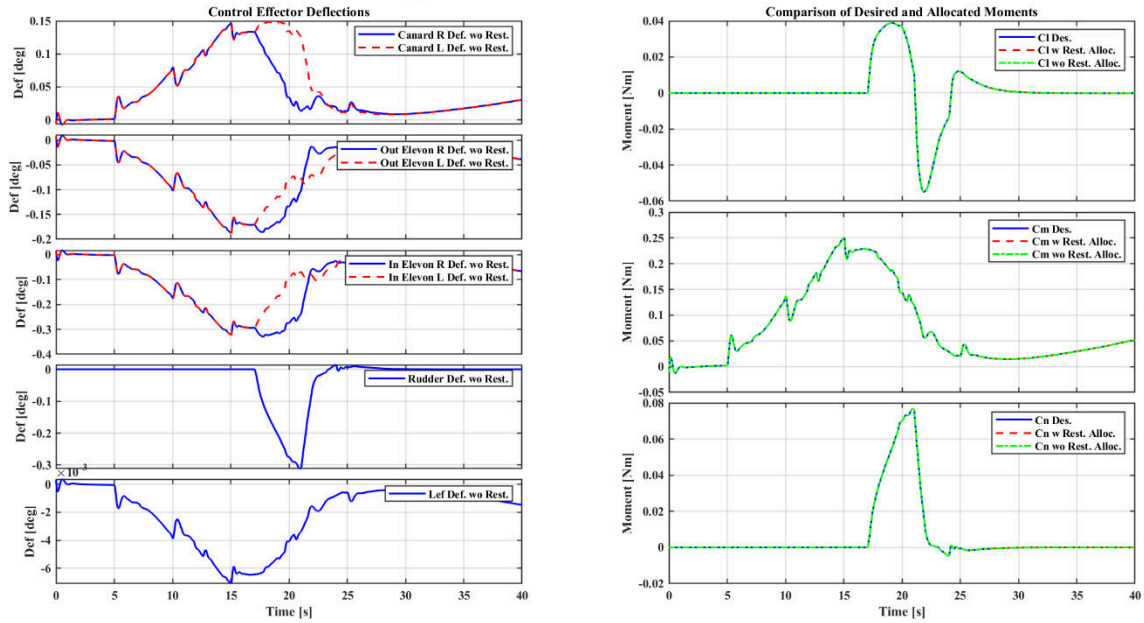 Control Effector Deflections
Def [deg]
0.15
0.1
0.05
0
Canard R Def. wo Rest.
Canard L Def. wo Rest.
Def [deg]
-0.05
-0.1
-0.15
-0.2
Out Elevon R Def. wo Rest.
Out Elevon L Def. wo Rest.
Def [deg]
0
-0.1
-0.2
-0.3
-0.4
In Elevon R Def. wo Rest.
In Elevon L Def. wo Rest.
Def [deg]
0
-0.1
-0.2
-0.3
Rudder Def. wo Rest.
×10⁻³
Def [deg]
0
-2
-4
-6
Lef Def. wo Rest.
0 5 10 15 20 25 30 35 40
Time [s]
Comparison of Desired and Allocated Moments
Moment [Nm]
0.04
0.02
0
-0.02
-0.04
-0.06
Cl Des.
Cl w Rest. Alloc.
Cl wo Rest. Alloc.
Moment [Nm]
0.3
0.25
0.2
0.15
0.1
0.05
0
-0.05
Cm Des.
Cm w Rest. Alloc.
Cm wo Rest. Alloc.
Moment [Nm]
0.08
0.06
0.04
0.02
0
-0.02
Cn Des.
Cn w Rest. Alloc.
Cn wo Rest. Alloc.
0 5 10 15 20 25 30 35 40
Time [s]